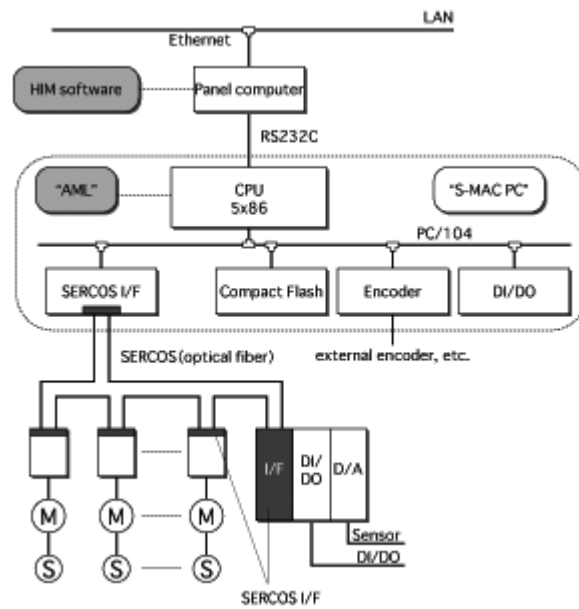 LAN
Ethernet
HIM software
Panel computer
RS232C
"AML"
CPU
5x86
"S-MAC PC"
PC/104
SERCOS I/F
Compact Flash
Encoder
DI/DO
SERCOS (optical fiber)
external encoder, etc.
I/F
DI/
DO
D/A
M
M
M
Sensor
DI/DO
S
S
S
SERCOS I/F